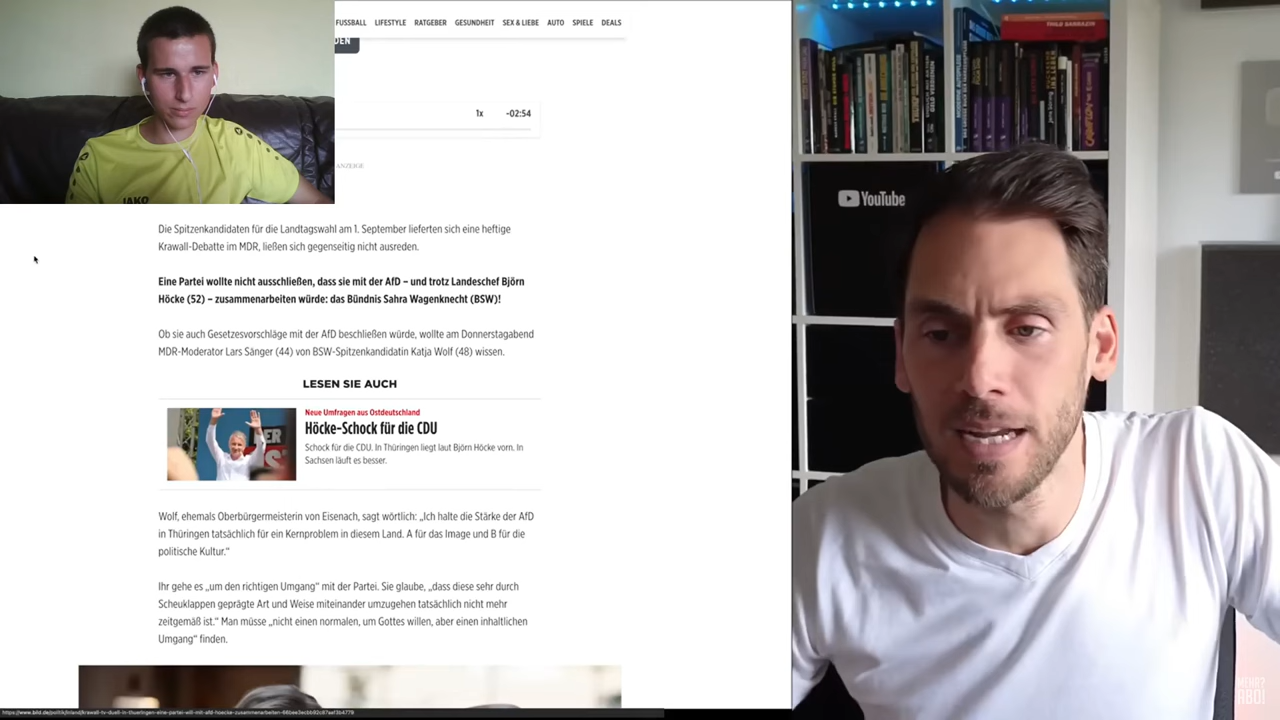 FUSSBALL LIFESTYLE RATGEBER GESUNDHEIT SEX & LIEBE AUTO SPIELE DEALS
DEN
1x -02:54
ANZEIGE
JAKO
Die Spitzenkandidaten für die Landtagswahl am 1. September lieferten sich eine heftige
Krawall-Debatte im MDR, ließen sich gegenseitig nicht ausreden.
Eine Partei wollte nicht ausschließen, dass sie mit der AfD – und trotz Landeschef Björn
Höcke (52) – zusammenarbeiten würde: das Bündnis Sahra Wagenknecht (BSW)!
Ob sie auch Gesetzesvorschläge mit der AfD beschließen würde, wollte am Donnerstagabend
MDR-Moderator Lars Sänger (44) von BSW-Spitzenkandidatin Katja Wolf (48) wissen.
LESEN SIE AUCH
Neue Umfragen aus Ostdeutschland
Höcke-Schock für die CDU
Schock für die CDU. In Thüringen liegt laut Björn Höcke vorn. In
Sachsen läuft es besser.
Wolf, ehemals Oberbürgermeisterin von Eisenach, sagt wörtlich: „Ich halte die Stärke der AfD
in Thüringen tatsächlich für ein Kernproblem in diesem Land. A für das Image und B für die
politische Kultur.“
Ihr gehe es „um den richtigen Umgang“ mit der Partei. Sie glaube, „dass diese sehr durch
Scheuklappen geprägte Art und Weise miteinander umzugehen tatsächlich nicht mehr
zeitgemäß ist.“ Man müsse „nicht einen normalen, um Gottes willen, aber einen inhaltlichen
Umgang“ finden.
YouTube
MEHR?
ABO!